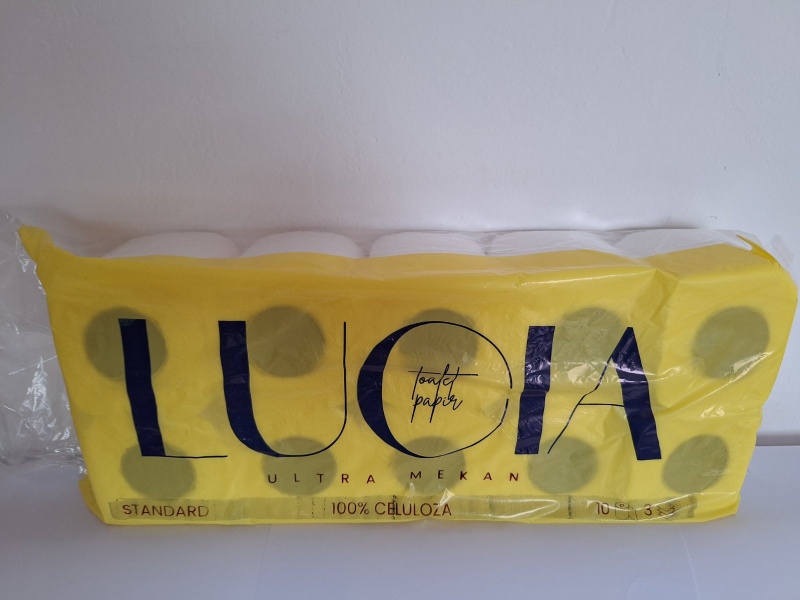 LUCIA
toalet
papir
ULTRA MEKAN
STANDARD 100% CELULOZA 10 3